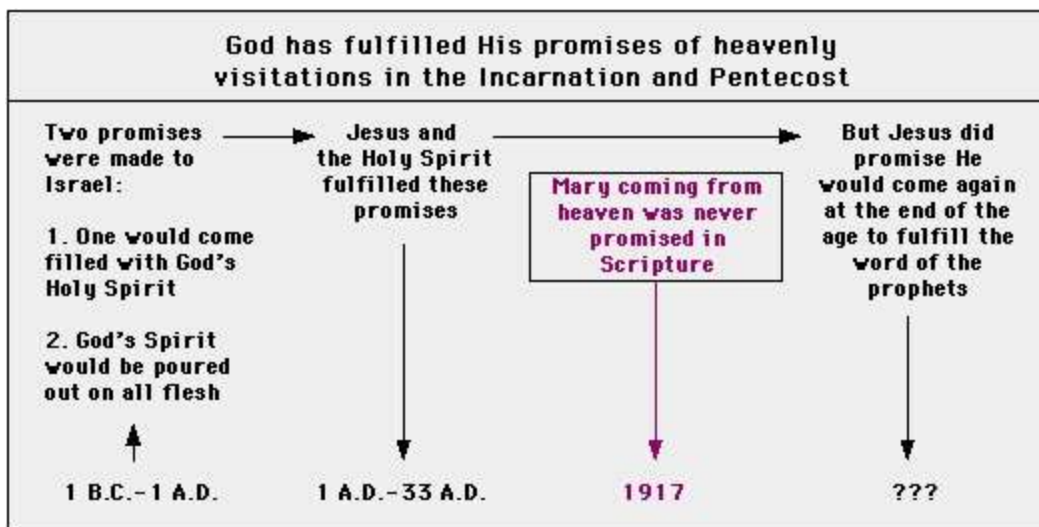 God has fulfilled His promises of heavenly
visitations in the Incarnation and Pentecost
Two promises
were made to
Israel:
1. One would come
filled with God's
Holy Spirit
2. God's Spirit
would be poured
out on all flesh
1 B.C.-1 A.D.
Jesus and
the Holy Spirit
fulfilled these
promises
1 A.D.-33 A.D.
Mary coming from
heaven was never
promised in
Scripture
1917
But Jesus did
promise He
would come again
at the end of the
age to fulfill the
word of the
prophets
???